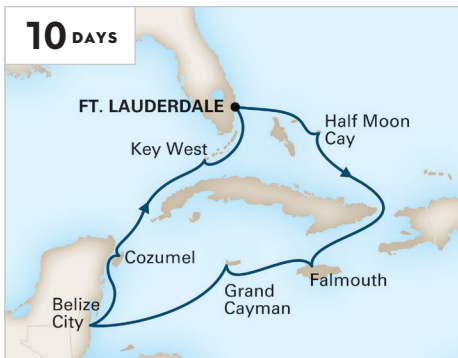 10 DAYS
FT. LAUDERDALE
Half Moon
Cay
Key West
Cozumel
Belize
City
Grand
Cayman
Falmouth